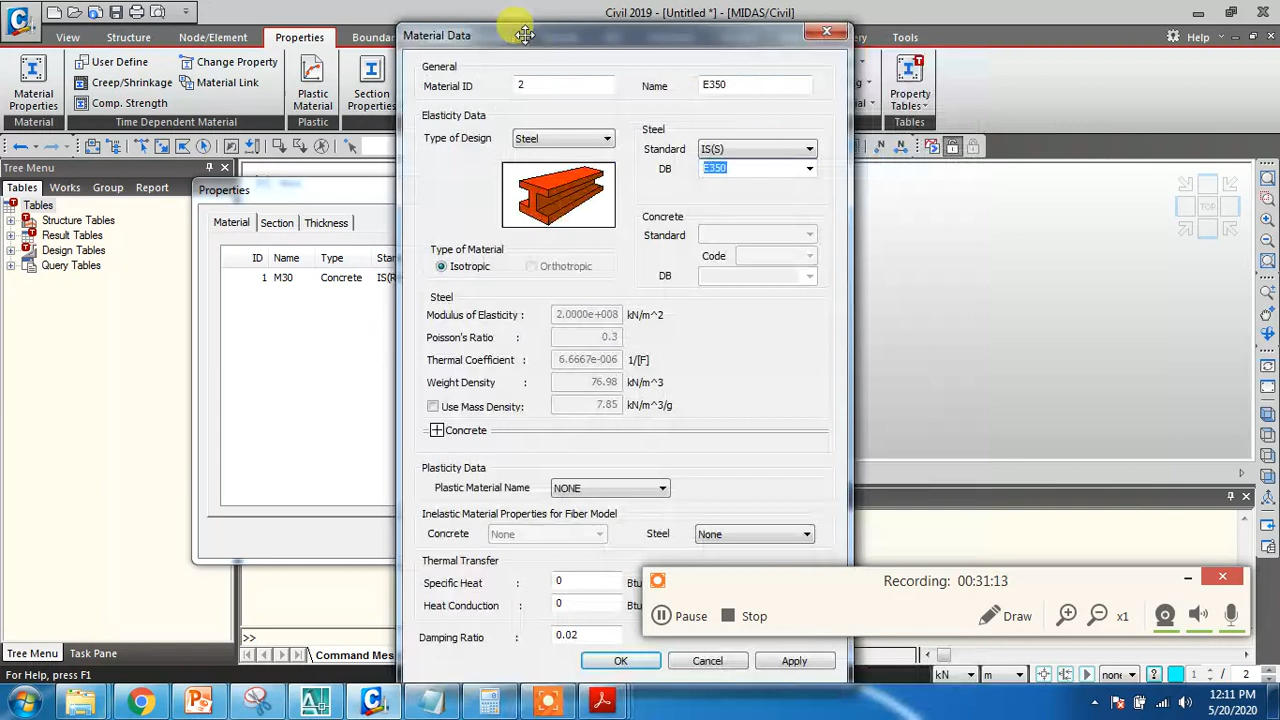 Civil 2019 - [Untitled *] - [MIDAS/Civil]
View Structure Node/Element Properties Boundar Tools Help
Material Properties
User Define
Creep/Shrinkage
Comp. Strength
Change Property
Material Link
Plastic Material
Section Properties
Property Tables
Material Time Dependent Material Plastic Tables
Tree Menu
Tables Works Group Report
Tables
Structure Tables
Result Tables
Design Tables
Query Tables
Properties
Material Section Thickness
ID Name Type Stan
1 M30 Concrete IS(R
Material Data
General
Material ID 2 Name E350
Elasticity Data
Type of Design Steel
Steel
Standard IS(S)
DB E350
Concrete
Standard
Code
DB
Type of Material
Isotropic Orthotropic
Steel
Modulus of Elasticity : 2.0000e+008 kN/m^2
Poisson's Ratio : 0.3
Thermal Coefficient : 6.6667e-006 1/[F]
Weight Density : 76.98 kN/m^3
Use Mass Density: 7.85 kN/m^3/g
Concrete
Plasticity Data
Plastic Material Name NONE
Inelastic Material Properties for Fiber Model
Concrete None Steel None
Thermal Transfer
Specific Heat : 0 Btu
Heat Conduction : 0 Btu
Damping Ratio : 0.02
OK Cancel Apply
TOP
Recording: 00:31:13
Pause Stop Draw x1
>>
Tree Menu Task Pane
Command Mes
For Help, press F1
kN m none 1 / 2
12:11 PM
5/20/2020